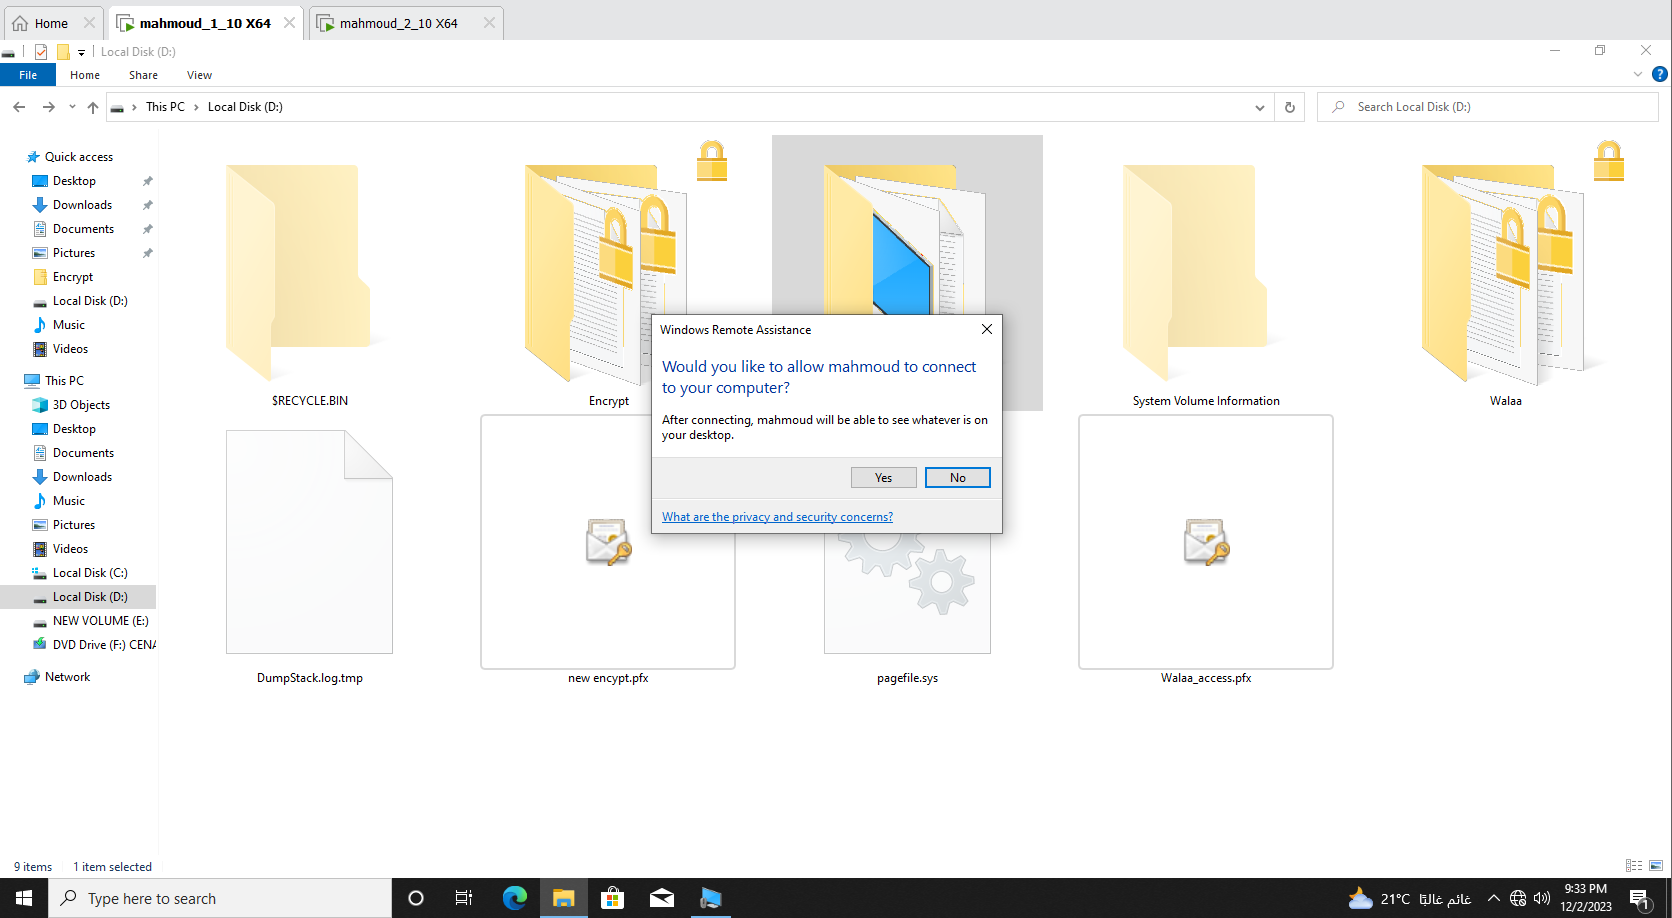 Home
mahmoud_1_10 X64
mahmoud_2_10 X64
Local Disk (D:)
File
Home
Share
View
This PC
Local Disk (D:)
Search Local Disk (D:)
Quick access
Desktop
Downloads
Documents
Pictures
Encrypt
Local Disk (D:)
Music
Videos
This PC
3D Objects
Desktop
Documents
Downloads
Music
Pictures
Videos
Local Disk (C:)
Local Disk (D:)
NEW VOLUME (E:)
DVD Drive (F:) CENA
Network
$RECYCLE.BIN
Encrypt
System Volume Information
Walaa
DumpStack.log.tmp
new encypt.pfx
pagefile.sys
Walaa_access.pfx
Windows Remote Assistance
Would you like to allow mahmoud to connect
to your computer?
After connecting, mahmoud will be able to see whatever is on
your desktop.
Yes
No
What are the privacy and security concerns?
9 items
1 item selected
Type here to search
21°C غائم غالبًا
9:33 PM
12/2/2023
1